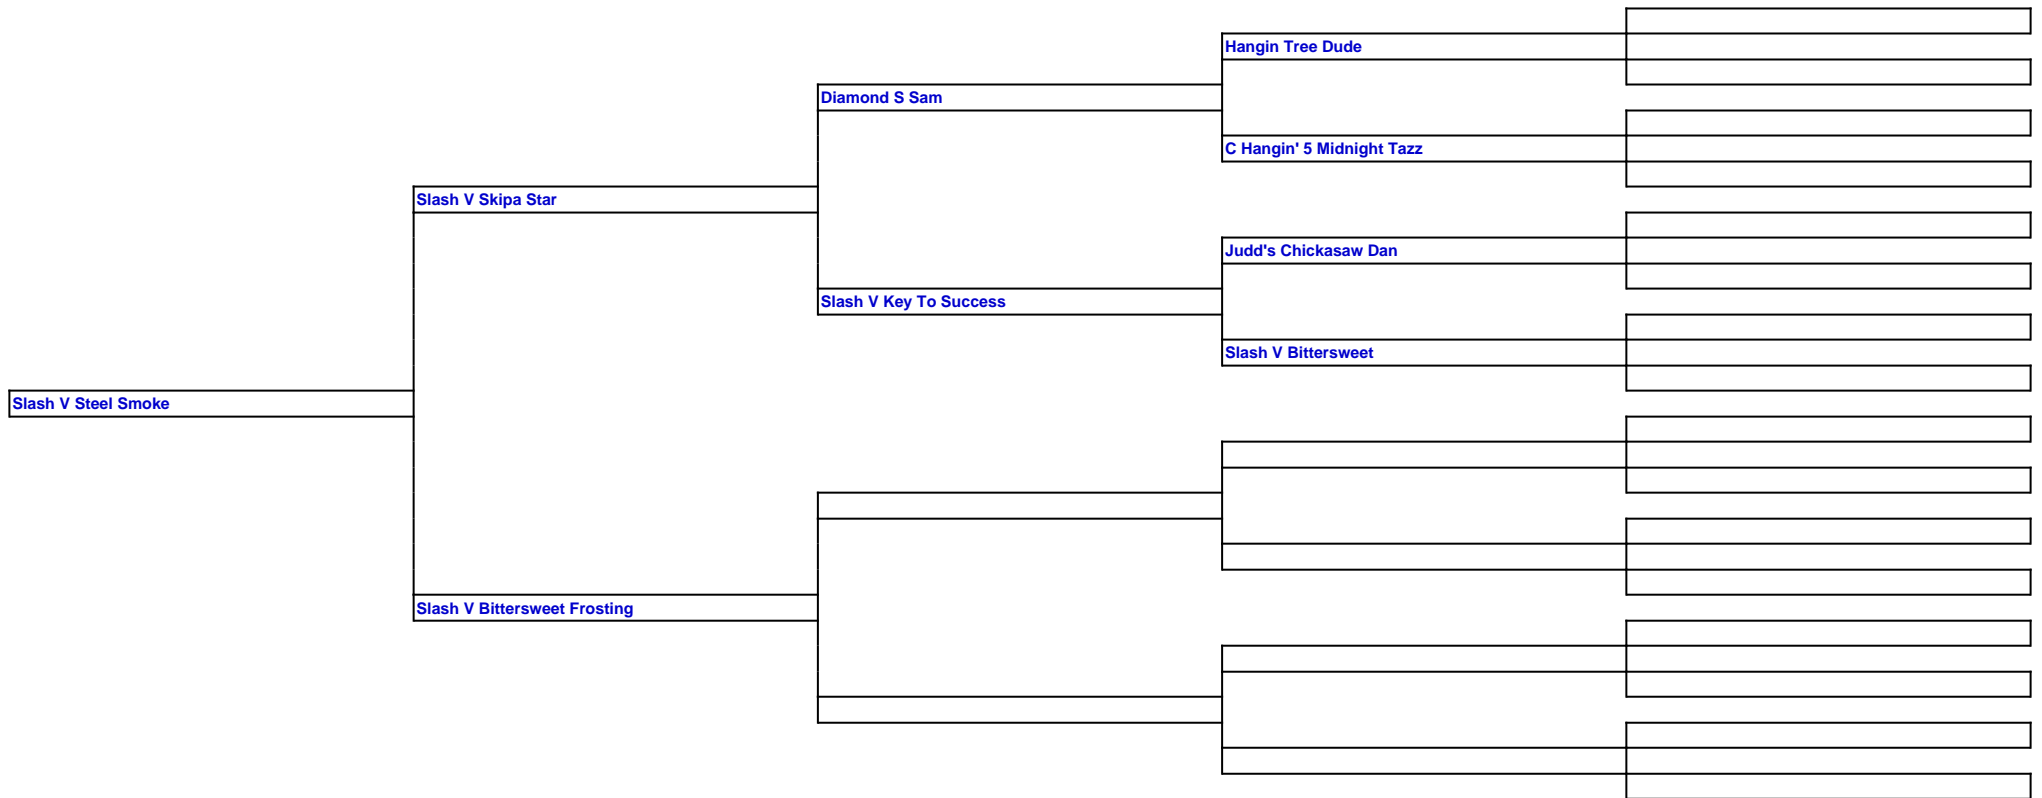 Hangin Tree Dude
Diamond S Sam
C Hangin' 5 Midnight Tazz
Slash V Skipa Star
Judd's Chickasaw Dan
Slash V Key To Success
Slash V Bittersweet
Slash V Steel Smoke
Slash V Bittersweet Frosting